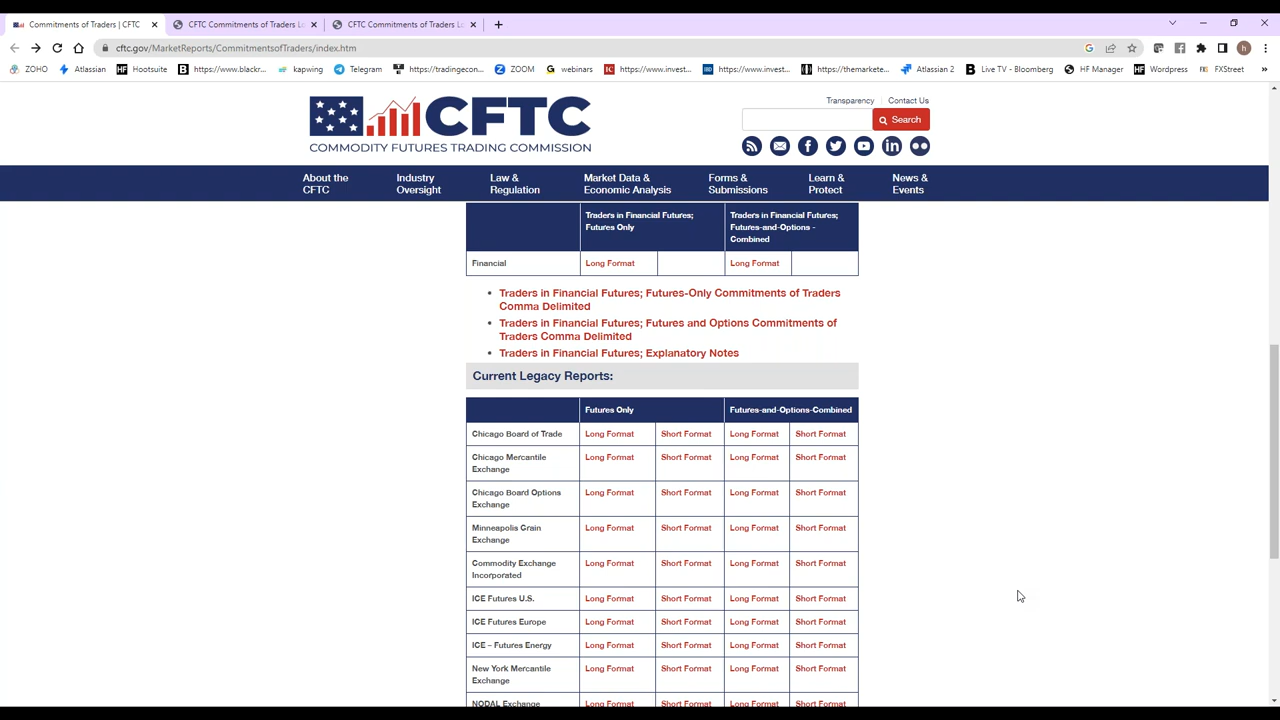 Commitments of Traders | CFTC
CFTC Commitments of Traders Lo
CFTC Commitments of Traders Lo
cftc.gov/MarketReports/CommitmentsofTraders/index.htm
ZOHO
Atlassian
Hootsuite
https://www.blackr...
kapwing
Telegram
https://tradingecon...
ZOOM
webinars
https://www.invest...
https://www.invest...
https://themarkete...
Atlassian 2
Live TV - Bloomberg
HF Manager
Wordpress
FXStreet
»
Transparency
Contact Us
CFTC
COMMODITY FUTURES TRADING COMMISSION
Search
About the
CFTC
Industry
Oversight
Law &
Regulation
Market Data &
Economic Analysis
Forms &
Submissions
Learn &
Protect
News &
Events
Traders in Financial Futures;
Futures Only
Traders in Financial Futures;
Futures-and-Options -
Combined
Financial
Long Format
Long Format
• Traders in Financial Futures; Futures-Only Commitments of Traders
Comma Delimited
• Traders in Financial Futures; Futures and Options Commitments of
Traders Comma Delimited
• Traders in Financial Futures; Explanatory Notes
Current Legacy Reports:
Futures Only
Futures-and-Options-Combined
Chicago Board of Trade
Long Format
Short Format
Long Format
Short Format
Chicago Mercantile
Exchange
Long Format
Short Format
Long Format
Short Format
Chicago Board Options
Exchange
Long Format
Short Format
Long Format
Short Format
Minneapolis Grain
Exchange
Long Format
Short Format
Long Format
Short Format
Commodity Exchange
Incorporated
Long Format
Short Format
Long Format
Short Format
ICE Futures U.S.
Long Format
Short Format
Long Format
Short Format
ICE Futures Europe
Long Format
Short Format
Long Format
Short Format
ICE – Futures Energy
Long Format
Short Format
Long Format
Short Format
New York Mercantile
Exchange
Long Format
Short Format
Long Format
Short Format
NODAL Exchange
Long Format
Short Format
Long Format
Short Format